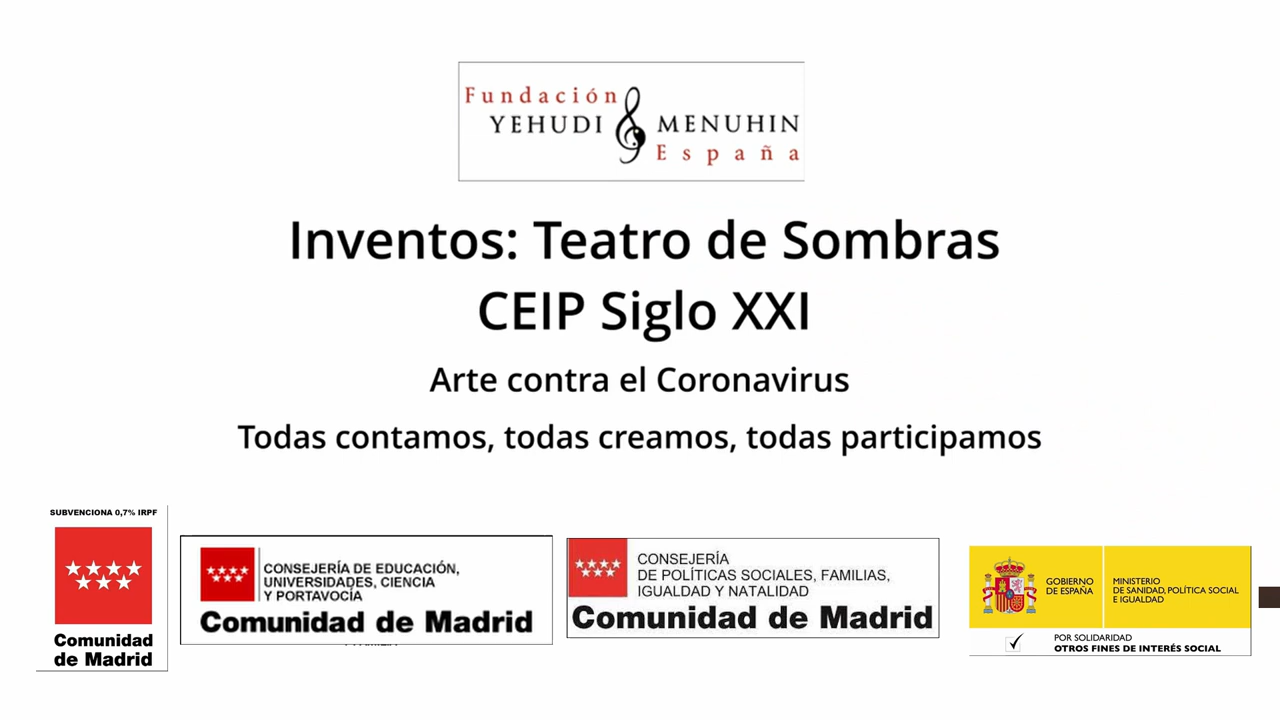 Fundación
YEHUDI MENUHIN
España
Inventos: Teatro de Sombras
CEIP Siglo XXI
Arte contra el Coronavirus
Todas contamos, todas creamos, todas participamos
SUBVENCIONA 0,7% IRPF
Comunidad
de Madrid
CONSEJERÍA DE EDUCACIÓN,
UNIVERSIDADES, CIENCIA
Y PORTAVOCÍA
Comunidad de Madrid
CONSEJERÍA
DE POLÍTICAS SOCIALES, FAMILIAS,
IGUALDAD Y NATALIDAD
Comunidad de Madrid
GOBIERNO
DE ESPAÑA
MINISTERIO
DE SANIDAD, POLÍTICA SOCIAL
E IGUALDAD
POR SOLIDARIDAD
OTROS FINES DE INTERÉS SOCIAL